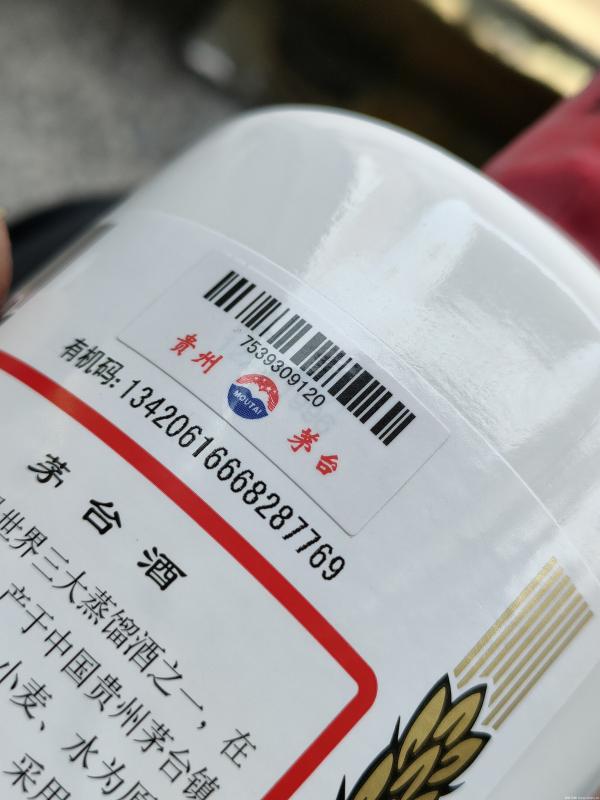 7539309120
贵州
MOUTAI
茅台
有机码:13420616668287769
茅台酒
世界三大蒸馏酒之一，在
产于中国贵州茅台镇
小麦、水为原
采用